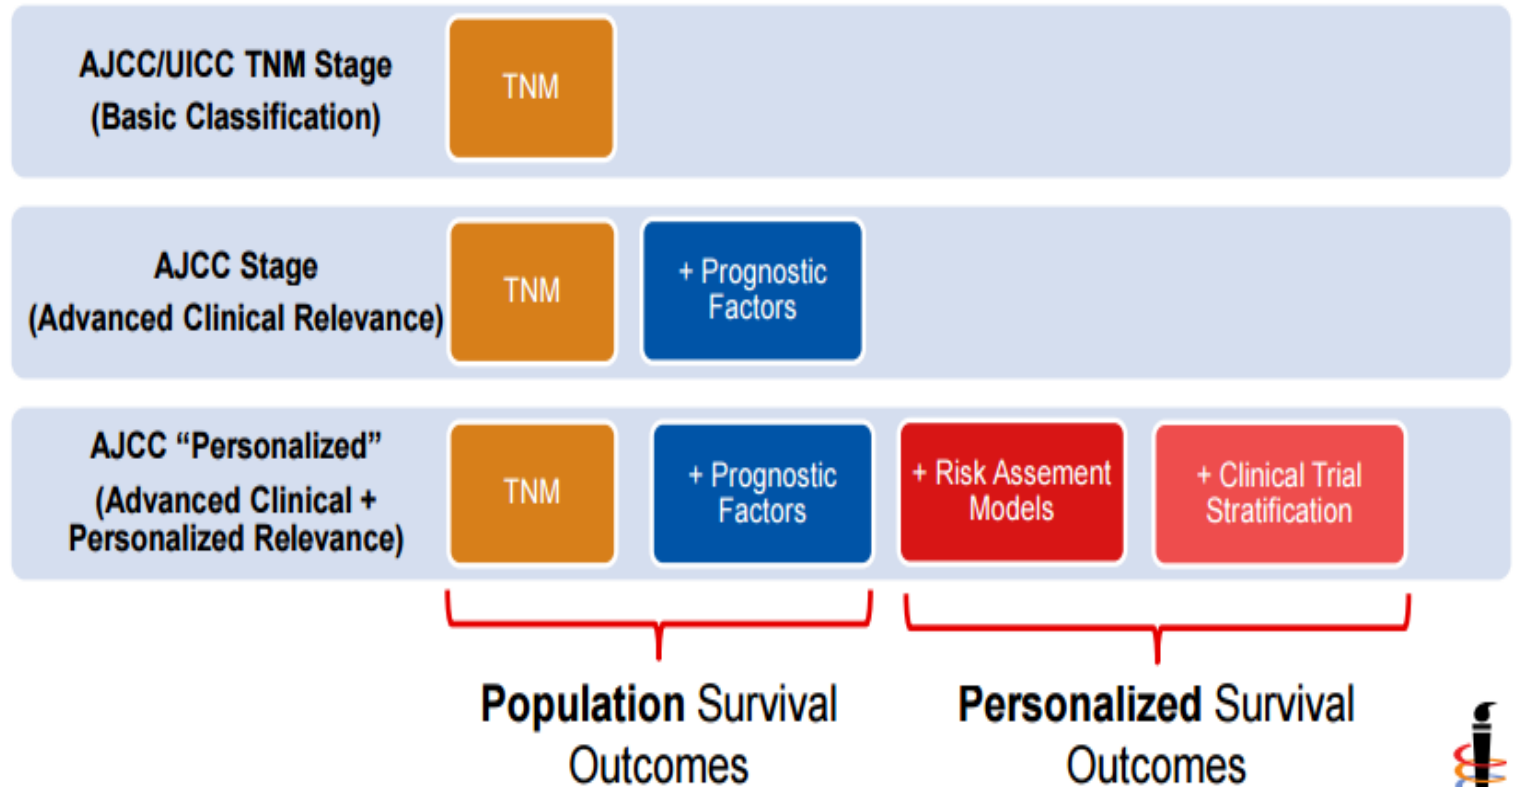 AJCC/UICC TNM Stage
(Basic Classification)
TNM
AJCC Stage
(Advanced Clinical Relevance)
TNM
+ Prognostic
Factors
AJCC “Personalized”
(Advanced Clinical +
Personalized Relevance)
TNM
+ Prognostic
Factors
+ Risk Assement
Models
+ Clinical Trial
Stratification
Population Survival
Outcomes
Personalized Survival
Outcomes